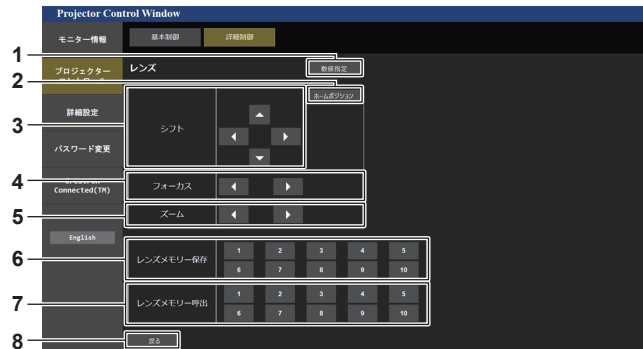 Projector Control Window
モニター情報
基本制御
詳細制御
1
プロジェクター
レンズ
数値指定
2
ホームポジション
詳細設定
3
シフト
パスワード変更
4
Connected(TM)
フォーカス
5
ズーム
English
6
レンズメモリー保存
1 2 3 4 5
6 7 8 9 10
7
レンズメモリー呼出
1 2 3 4 5
6 7 8 9 10
8
戻る